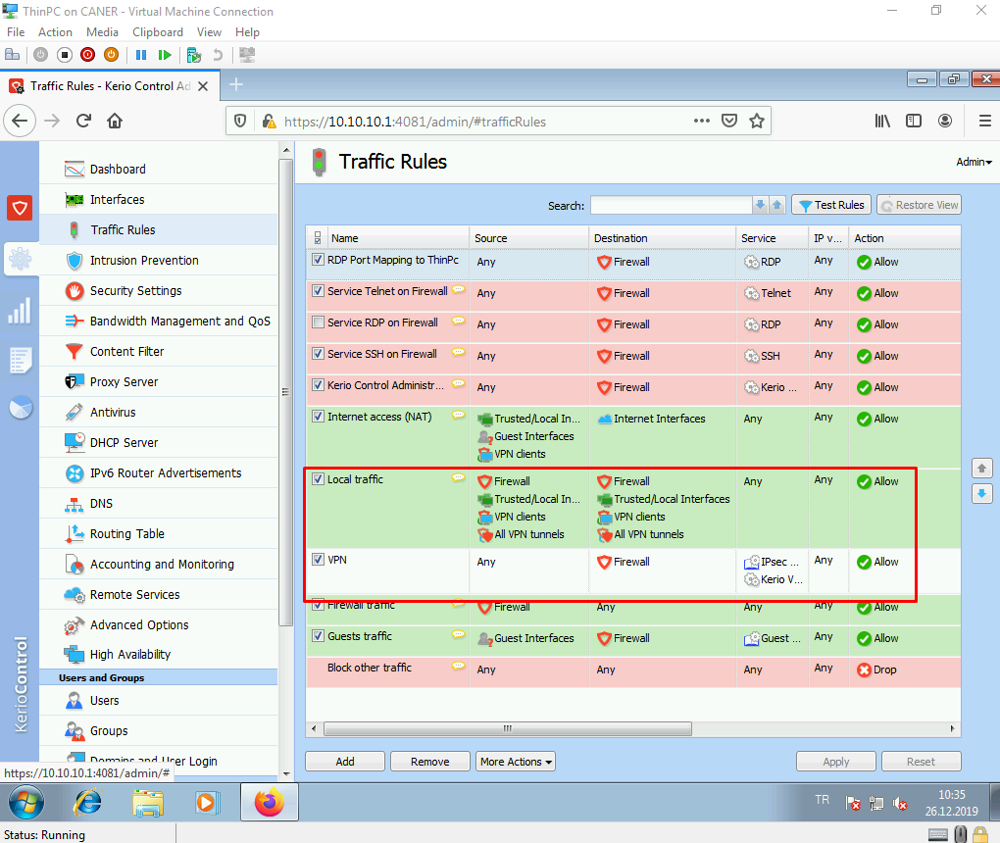 ThinPC on CANER - Virtual Machine Connection
File Action Media Clipboard View Help
Traffic Rules - Kerio Control Ad
https://10.10.10.1:4081/admin/#trafficRules
Dashboard
Interfaces
Traffic Rules
Intrusion Prevention
Security Settings
Bandwidth Management and QoS
Content Filter
Proxy Server
Antivirus
DHCP Server
IPv6 Router Advertisements
DNS
Routing Table
Accounting and Monitoring
Remote Services
Advanced Options
High Availability
Users and Groups
Users
Groups
Domains and User Login
KerioControl
https://10.10.10.1:4081/admin/#
Traffic Rules
Admin
Search:
Test Rules
Restore View
Name Source Destination Service IP v... Action
RDP Port Mapping to ThinPc Any Firewall RDP Any Allow
Service Telnet on Firewall Any Firewall Telnet Any Allow
Service RDP on Firewall Any Firewall RDP Any Allow
Service SSH on Firewall Any Firewall SSH Any Allow
Kerio Control Administr... Any Firewall Kerio ... Any Allow
Internet access (NAT) Trusted/Local In... Internet Interfaces Any Any Allow
Guest Interfaces
VPN clients
Local traffic Firewall Firewall Any Any Allow
Trusted/Local In... Trusted/Local Interfaces
VPN clients VPN clients
All VPN tunnels All VPN tunnels
VPN Any Firewall IPsec ... Any Allow
Kerio V...
Firewall traffic Firewall Any Any Any Allow
Guests traffic Guest Interfaces Firewall Guest ... Any Allow
Block other traffic Any Any Any Any Drop
Add Remove More Actions Apply Reset
TR
10:35
26.12.2019
Status: Running